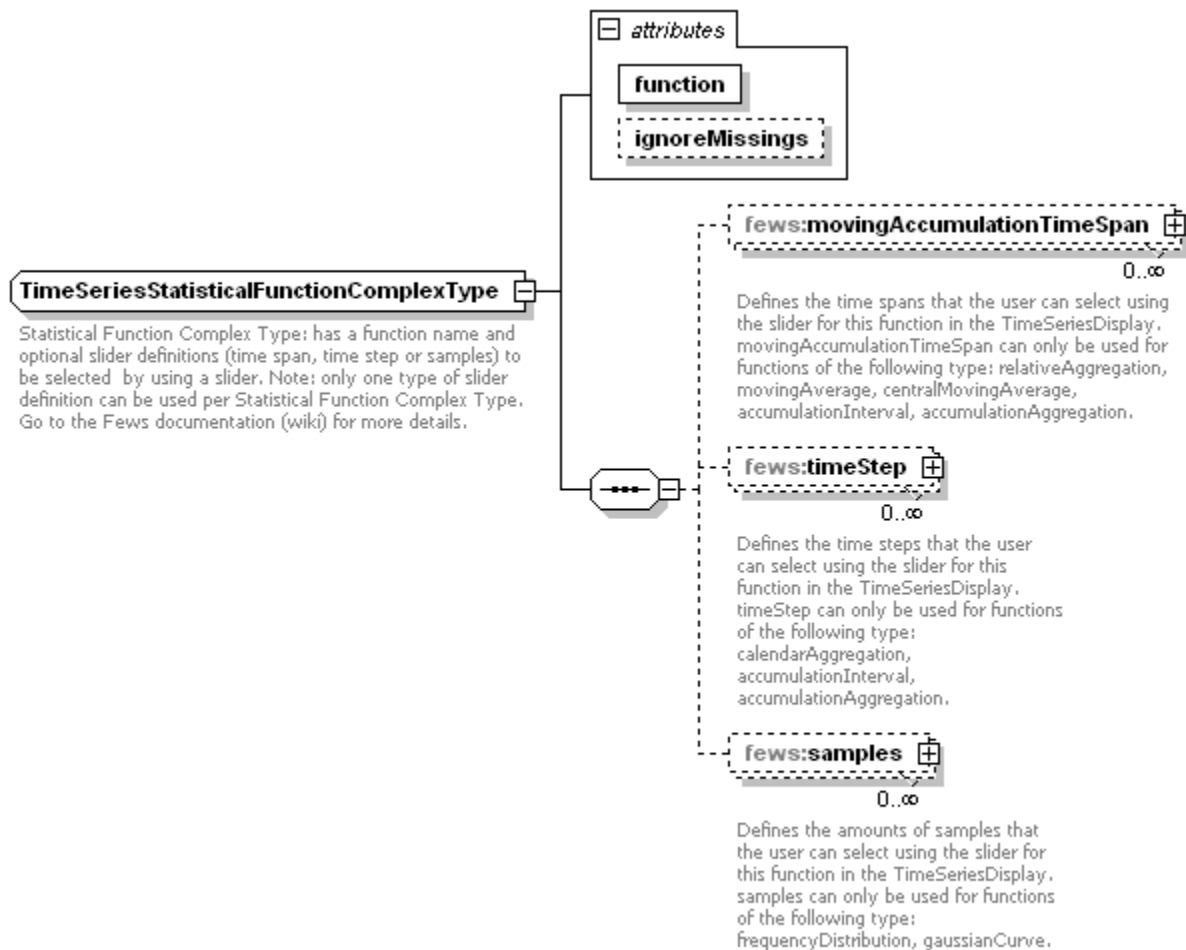 attributes
function
ignoreMissings
fews:movingAccumulationTimeSpan
0..∞
Defines the time spans that the user can select using
the slider for this function in the TimeSeriesDisplay.
movingAccumulationTimeSpan can only be used for
functions of the following type: relativeAggregation,
movingAverage, centralMovingAverage,
accumulationInterval, accumulationAggregation.
TimeSeriesStatisticalFunctionComplexType
Statistical Function Complex Type: has a function name and
optional slider definitions (time span, time step or samples) to
be selected  by using a slider. Note: only one type of slider
definition can be used per Statistical Function Complex Type.
Go to the Fews documentation (wiki) for more details.
fews:timeStep
0..∞
Defines the time steps that the user
can select using the slider for this
function in the TimeSeriesDisplay.
timeStep can only be used for functions
of the following type:
calendarAggregation,
accumulationInterval,
accumulationAggregation.
fews:samples
0..∞
Defines the amounts of samples that
the user can select using the slider for
this function in the TimeSeriesDisplay.
samples can only be used for functions
of the following type:
frequencyDistribution, gaussianCurve.